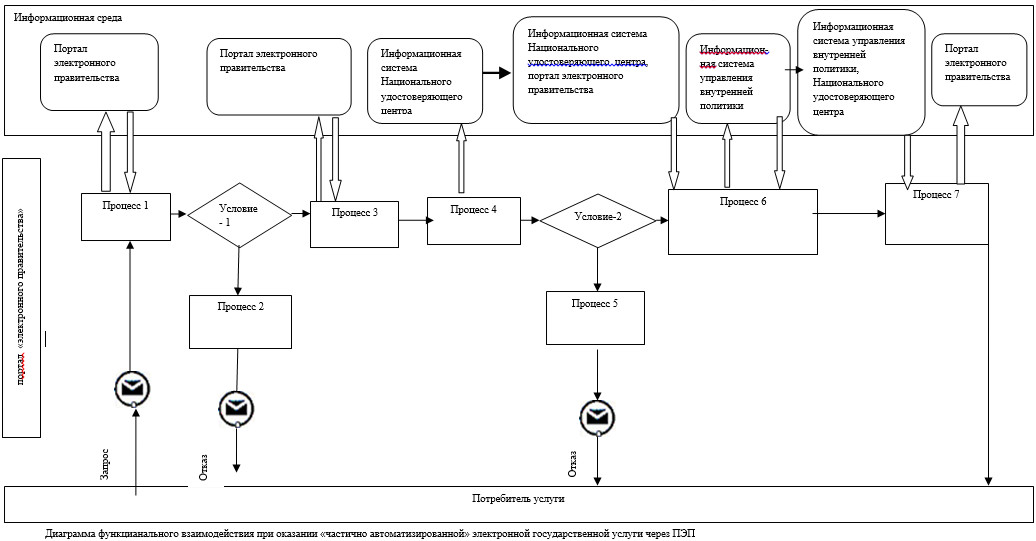 Информационная среда
Портал
электронного
правительства
Портал электронного
правительства
Информационная
система
Национального
удостоверяющего
центра
Информационная система
Национального
удостоверяющего центра,
портал электронного
правительства
Информацион-
ная система
управления
внутренней
политики
Информационная
система управления
внутренней
политики,
Национального
удостоверяющего
центра
Портал
электронного
правительства
портал «электронного правительства»
Процесс 1
Условие
- 1
Процесс 3
Процесс 4
Условие-2
Процесс 6
Процесс 7
Процесс 2
Процесс 5
Запрос
Отказ
Отказ
Потребитель услуги
Диаграмма функцианального взаимодействия при оказании «частично автоматизированной» электронной государственной услуги через ПЭП